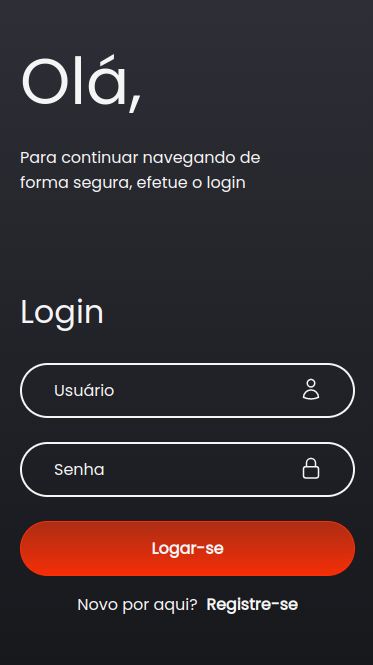 Olá,
Para continuar navegando de
forma segura, efetue o login
Login
Usuário
Senha
Logar-se
Novo por aqui? Registre-se